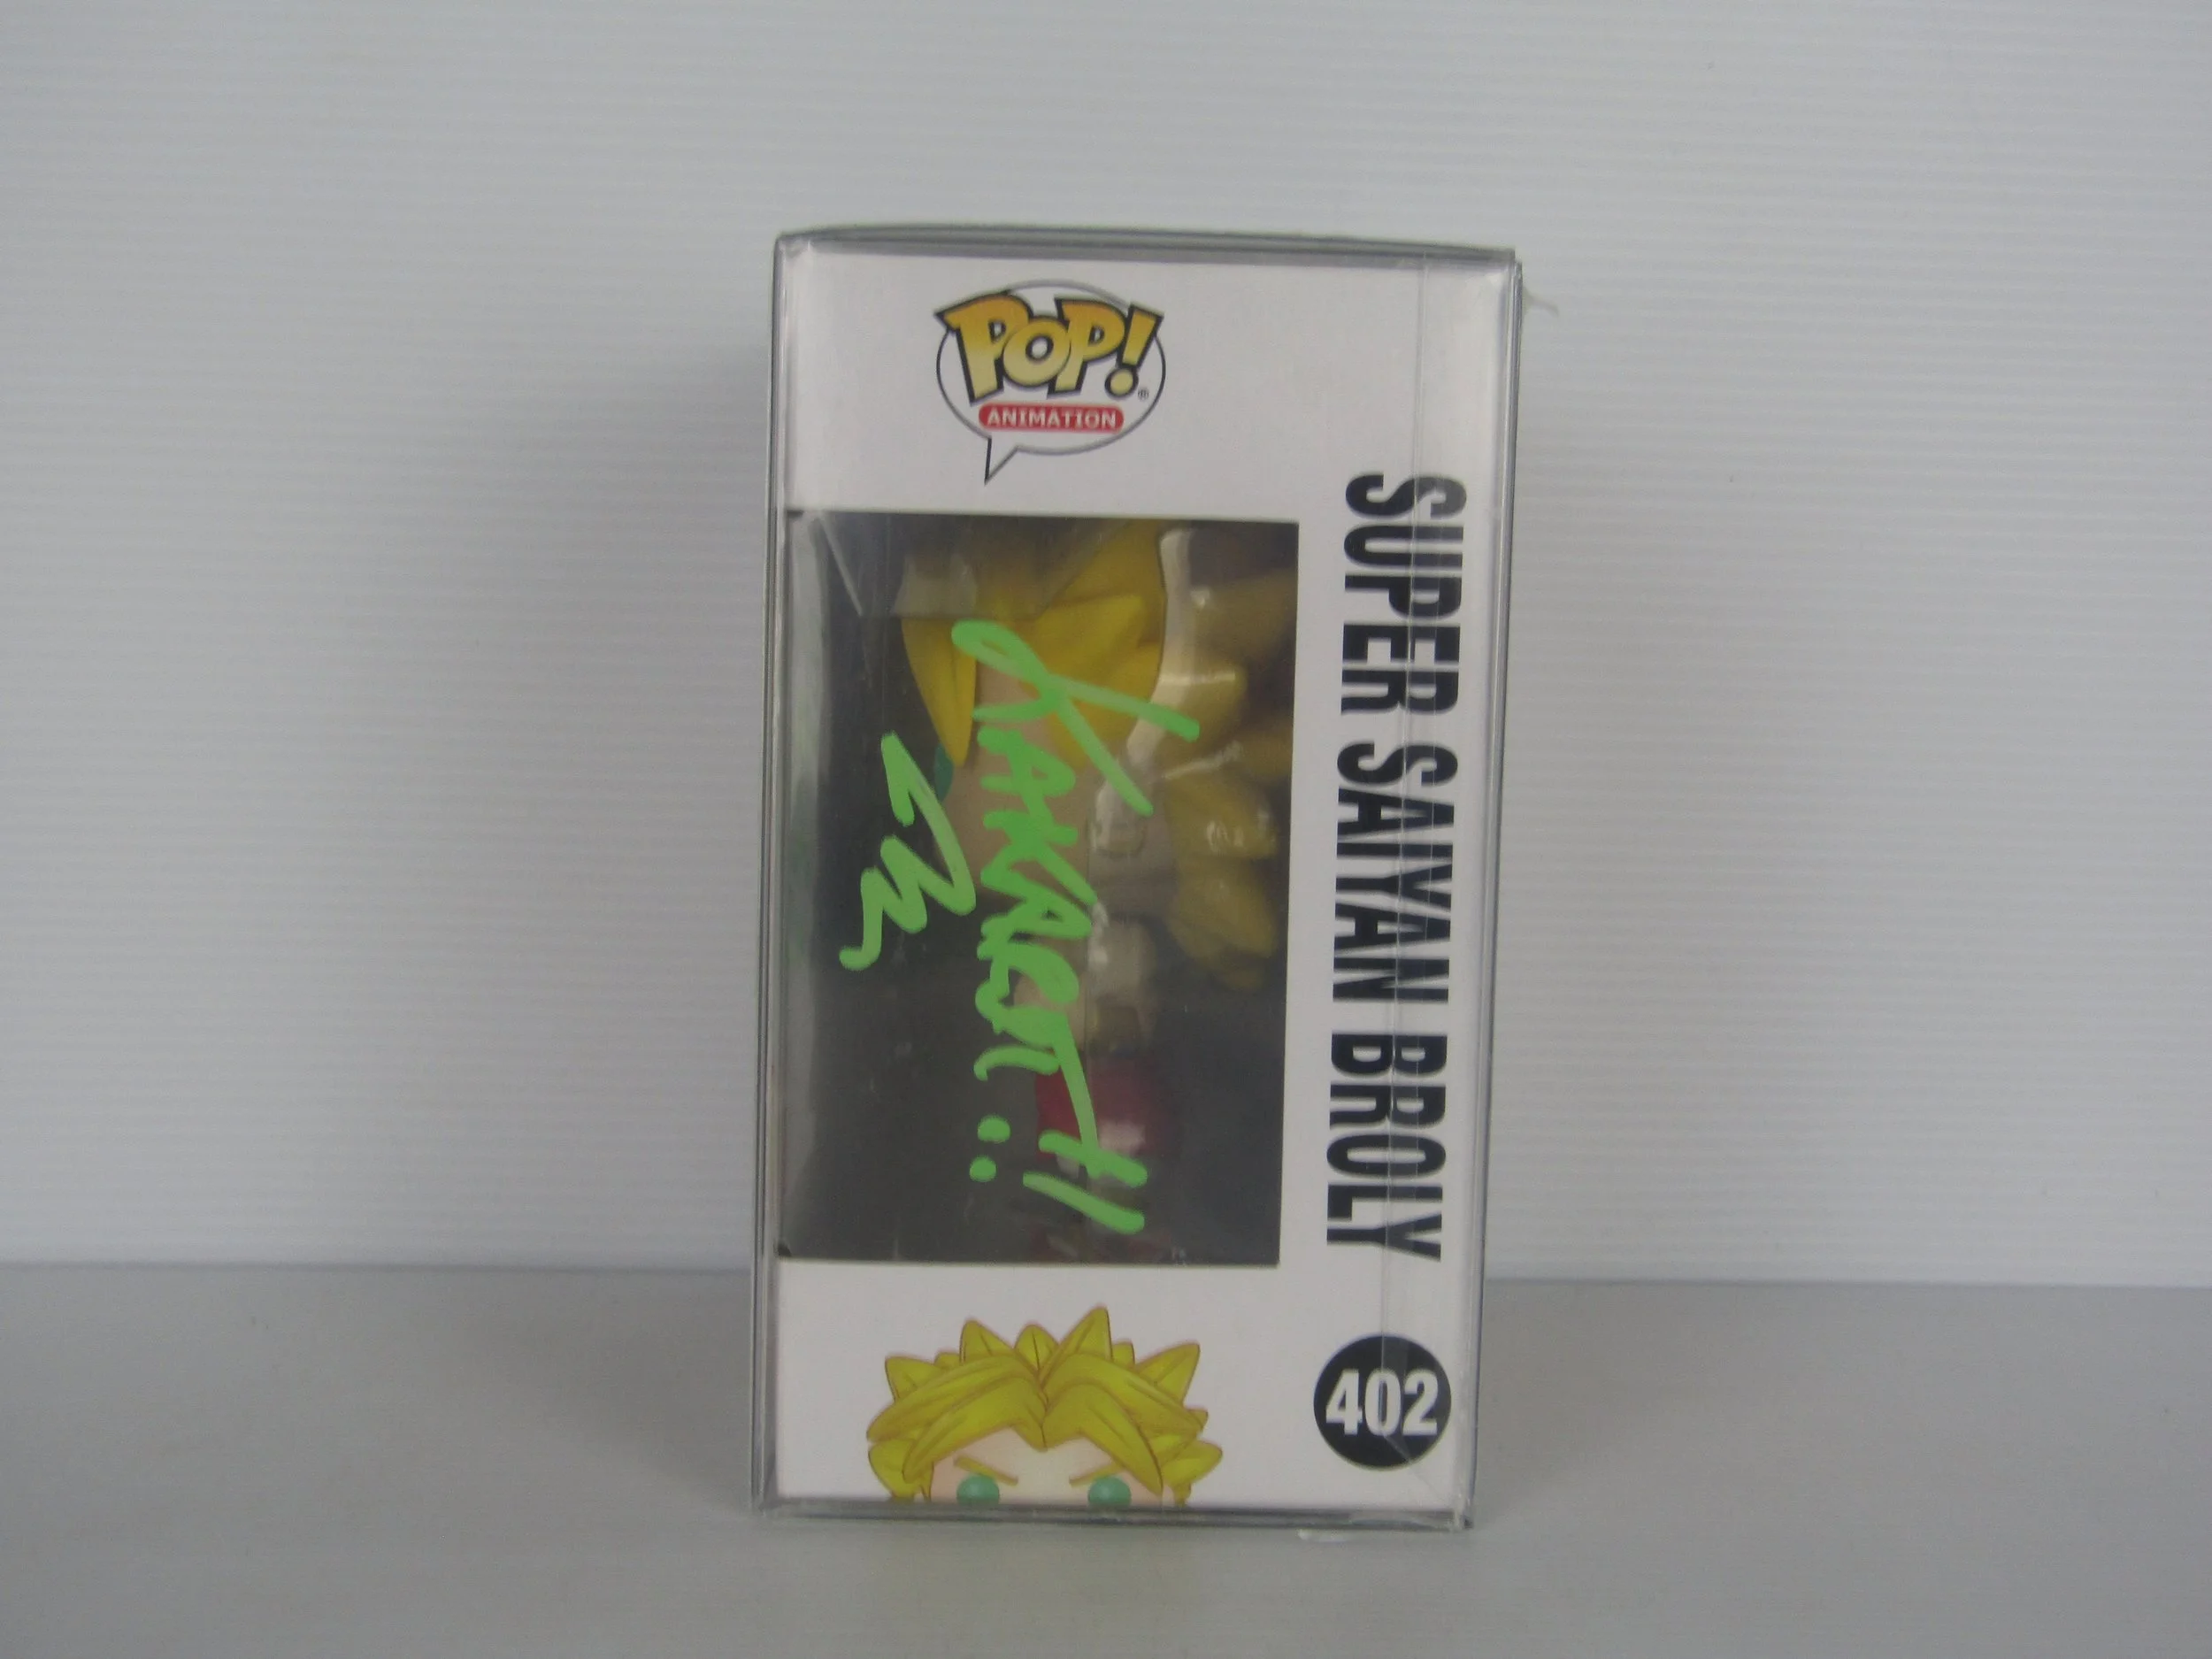 POP!
ANIMATION
SUPER SAIYAN BROLY
KAKAROT!!
402